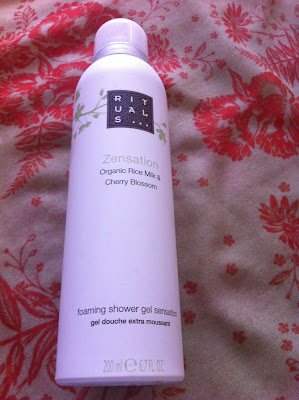 RIT
UAL
S...
Zensation
Organic Rice Milk &
Cherry Blossom
foaming shower gel sensation
gel douche extra moussant
200 ml ℮ 6.7 FL. OZ.